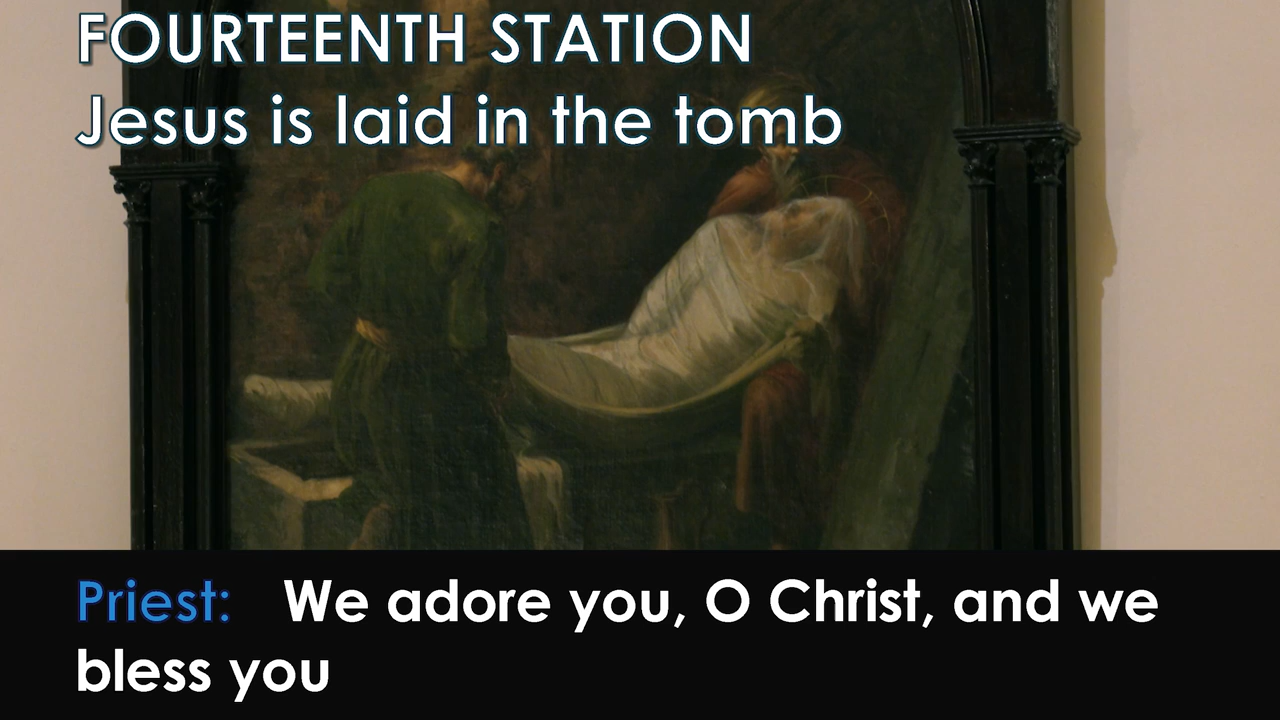 FOURTEENTH STATION
Jesus is laid in the tomb
Priest: We adore you, O Christ, and we
bless you